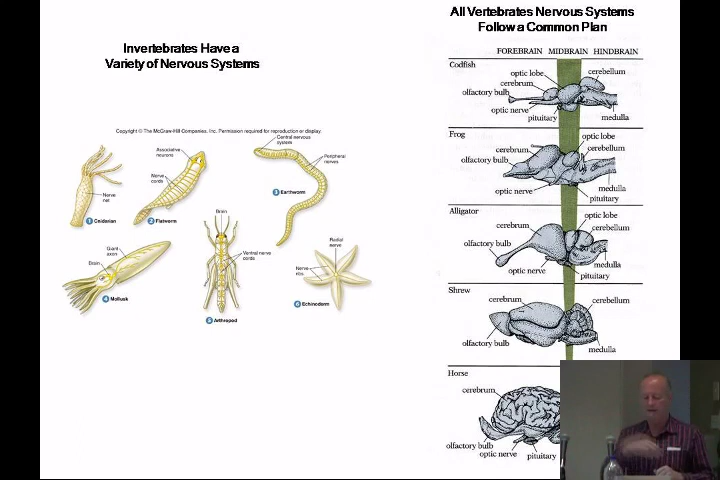 Invertebrates Have a
Variety of Nervous Systems
Copyright © The McGraw-Hill Companies, Inc. Permission required for reproduction or display.
Associative
neurons
Nerve
cords
Nerve
net
1 Cnidarian
2 Flatworm
Central nervous
system
Peripheral
nerves
3 Earthworm
Giant
axon
Brain
4 Mollusk
Brain
Ventral nerve
cords
5 Arthropod
Radial
nerve
Nerve
ribs
6 Echinoderm
All Vertebrates Nervous Systems
Follow a Common Plan
FOREBRAIN MIDBRAIN HINDBRAIN
Codfish
optic lobe
cerebrum
cerebellum
olfactory bulb
optic nerve
pituitary
medulla
Frog
optic lobe
cerebrum
cerebellum
olfactory bulb
optic nerve
medulla
pituitary
Alligator
optic lobe
cerebrum
cerebellum
olfactory bulb
optic nerve
medulla
pituitary
Shrew
cerebrum
cerebellum
olfactory bulb
medulla
Horse
cerebrum
olfactory bulb
optic nerve
pituitary